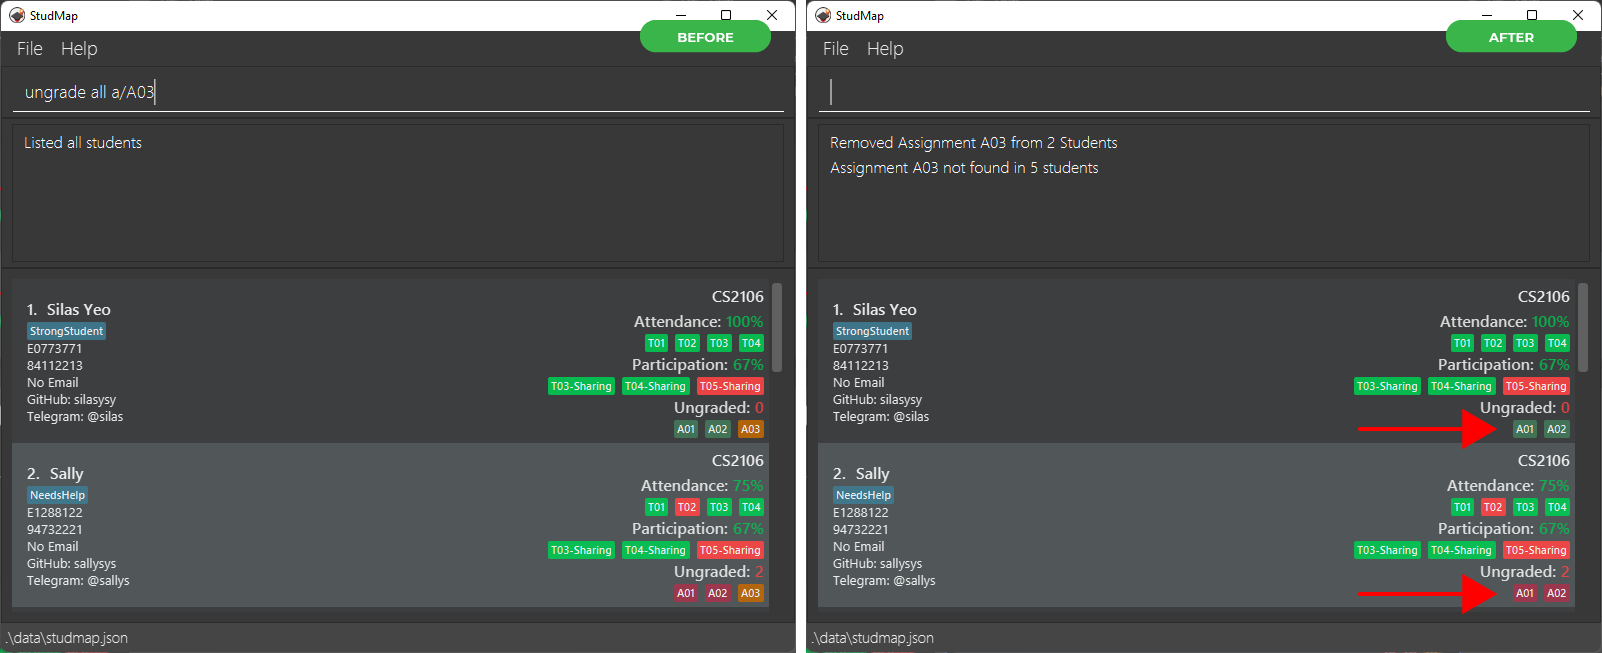 StudMap
BEFORE
File Help
ungrade all a/A03
Listed all students
CS2106
1. Silas Yeo
Attendance: 100%
StrongStudent
T01 T02 T03 T04
E0773771
84112213
Participation: 67%
No Email
T03-Sharing T04-Sharing T05-Sharing
GitHub: silasysy
Ungraded: 0
Telegram: @silas
A01 A02 A03
CS2106
2. Sally
Attendance: 75%
NeedsHelp
T01 T02 T03 T04
E1288122
94732221
Participation: 67%
No Email
T03-Sharing T04-Sharing T05-Sharing
GitHub: sallysys
Ungraded: 2
Telegram: @sallys
A01 A02 A03
.\data\studmap.json
StudMap
AFTER
File Help
Removed Assignment A03 from 2 Students
Assignment A03 not found in 5 students
CS2106
1. Silas Yeo
Attendance: 100%
StrongStudent
T01 T02 T03 T04
E0773771
84112213
Participation: 67%
No Email
T03-Sharing T04-Sharing T05-Sharing
GitHub: silasysy
Ungraded: 0
Telegram: @silas
A01 A02
CS2106
2. Sally
Attendance: 75%
NeedsHelp
T01 T02 T03 T04
E1288122
94732221
Participation: 67%
No Email
T03-Sharing T04-Sharing T05-Sharing
GitHub: sallysys
Ungraded: 2
Telegram: @sallys
A01 A02
.\data\studmap.json